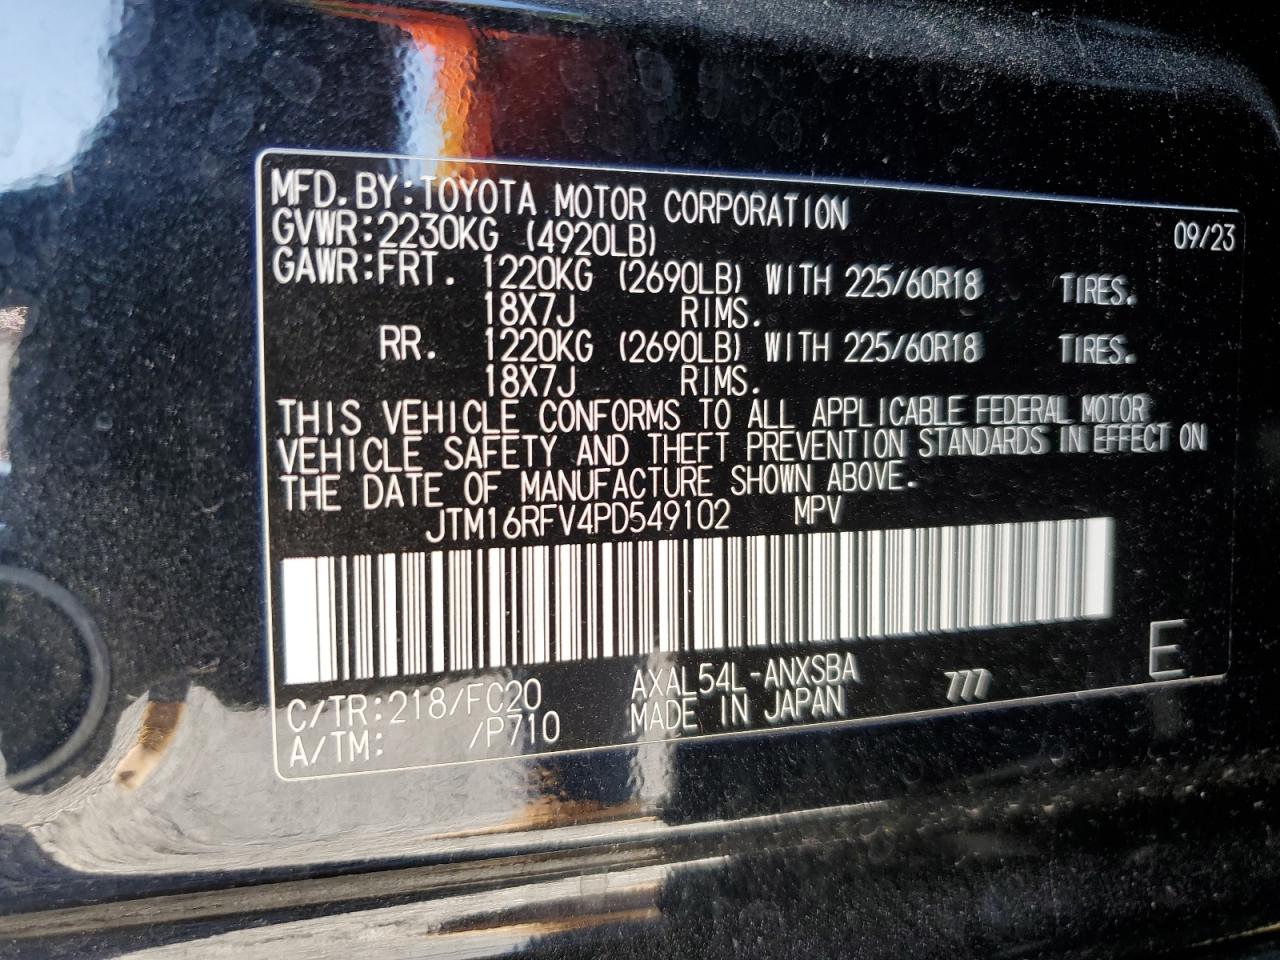 MFD.BY:TOYOTA MOTOR CORPORATION 09/23
GVWR:2230KG (4920LB)
GAWR:FRT. 1220KG (2690LB) WITH 225/60R18 TIRES.
18X7J RIMS.
RR. 1220KG (2690LB) WITH 225/60R18 TIRES.
18X7J RIMS.
THIS VEHICLE CONFORMS TO ALL APPLICABLE FEDERAL MOTOR
VEHICLE SAFETY AND THEFT PREVENTION STANDARDS IN EFFECT ON
THE DATE OF MANUFACTURE SHOWN ABOVE.
JTM16RFV4PD549102 MPV
C/TR:218/FC20 AXAL54L-ANXSBA 777 E
A/TM: /P710 MADE IN JAPAN